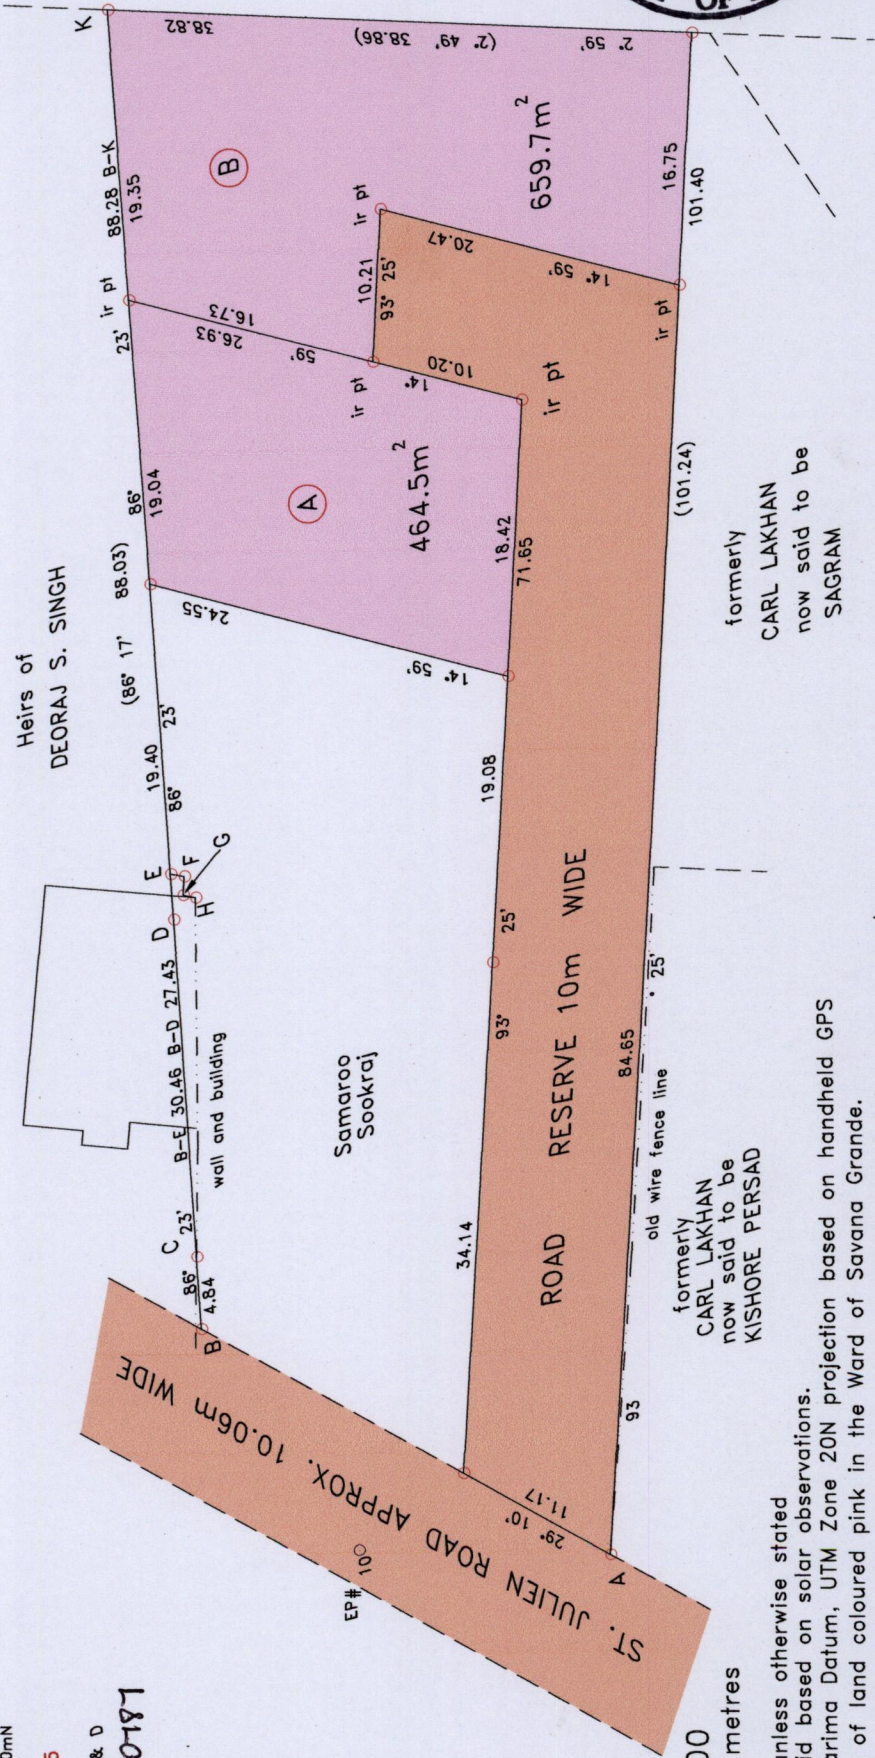 Heirs of
DEORAJ S. SINGH
K
88.28 B-K
19.35
38.82
(2° 49' 38.86)
2° 59'
B
659.7m²
16.75
101.40
ir pt
20.47
14° 59'
ir pt
10.21
93° 25'
ir pt
16.73
26.93
59'
14°
10.20
ir pt
ir pt
23'
86°
19.04
A
464.5m²
18.42
71.65
24.55
14° 59'
(86° 17' 88.03)
23'
19.40
86°
E
F
G
H
D
B-E 30.46 B-D 27.43
wall and building
C
23'
86°
4.84
B
Samaroo
Sookraj
19.08
25'
93°
34.14
ROAD RESERVE 10m WIDE
(101.24)
25'
84.65
93
old wire fence line
formerly
CARL LAKHAN
now said to be
SAGRAM
formerly
CARL LAKHAN
now said to be
KISHORE PERSAD
11.17
29° 10'
A
ST. JULIEN ROAD APPROX. 10.06m WIDE
EP# 10
0mN
5
& D
00
metres
unless otherwise stated
d based on solar observations.
arima Datum, UTM Zone 20N projection based on handheld GPS
of land coloured pink in the Ward of Savana Grande.
OF